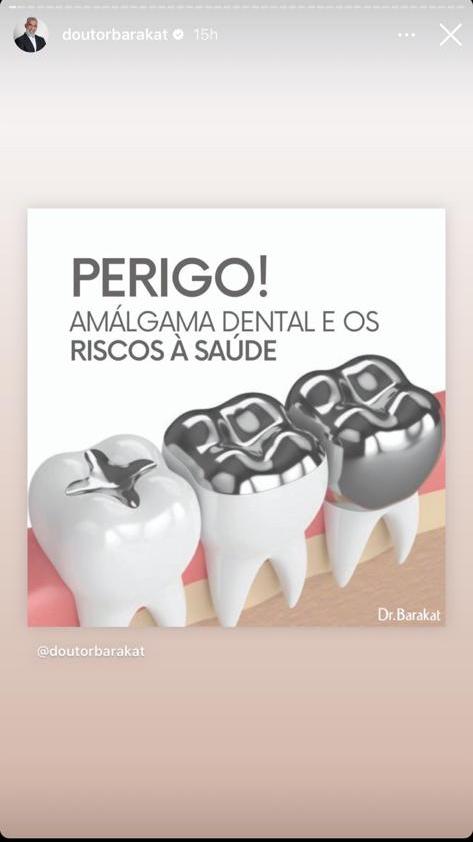 doutorbarakat 15h
PERIGO!
AMÁLGAMA DENTAL E OS
RISCOS À SAÚDE
Dr.Barakat
@doutorbarakat